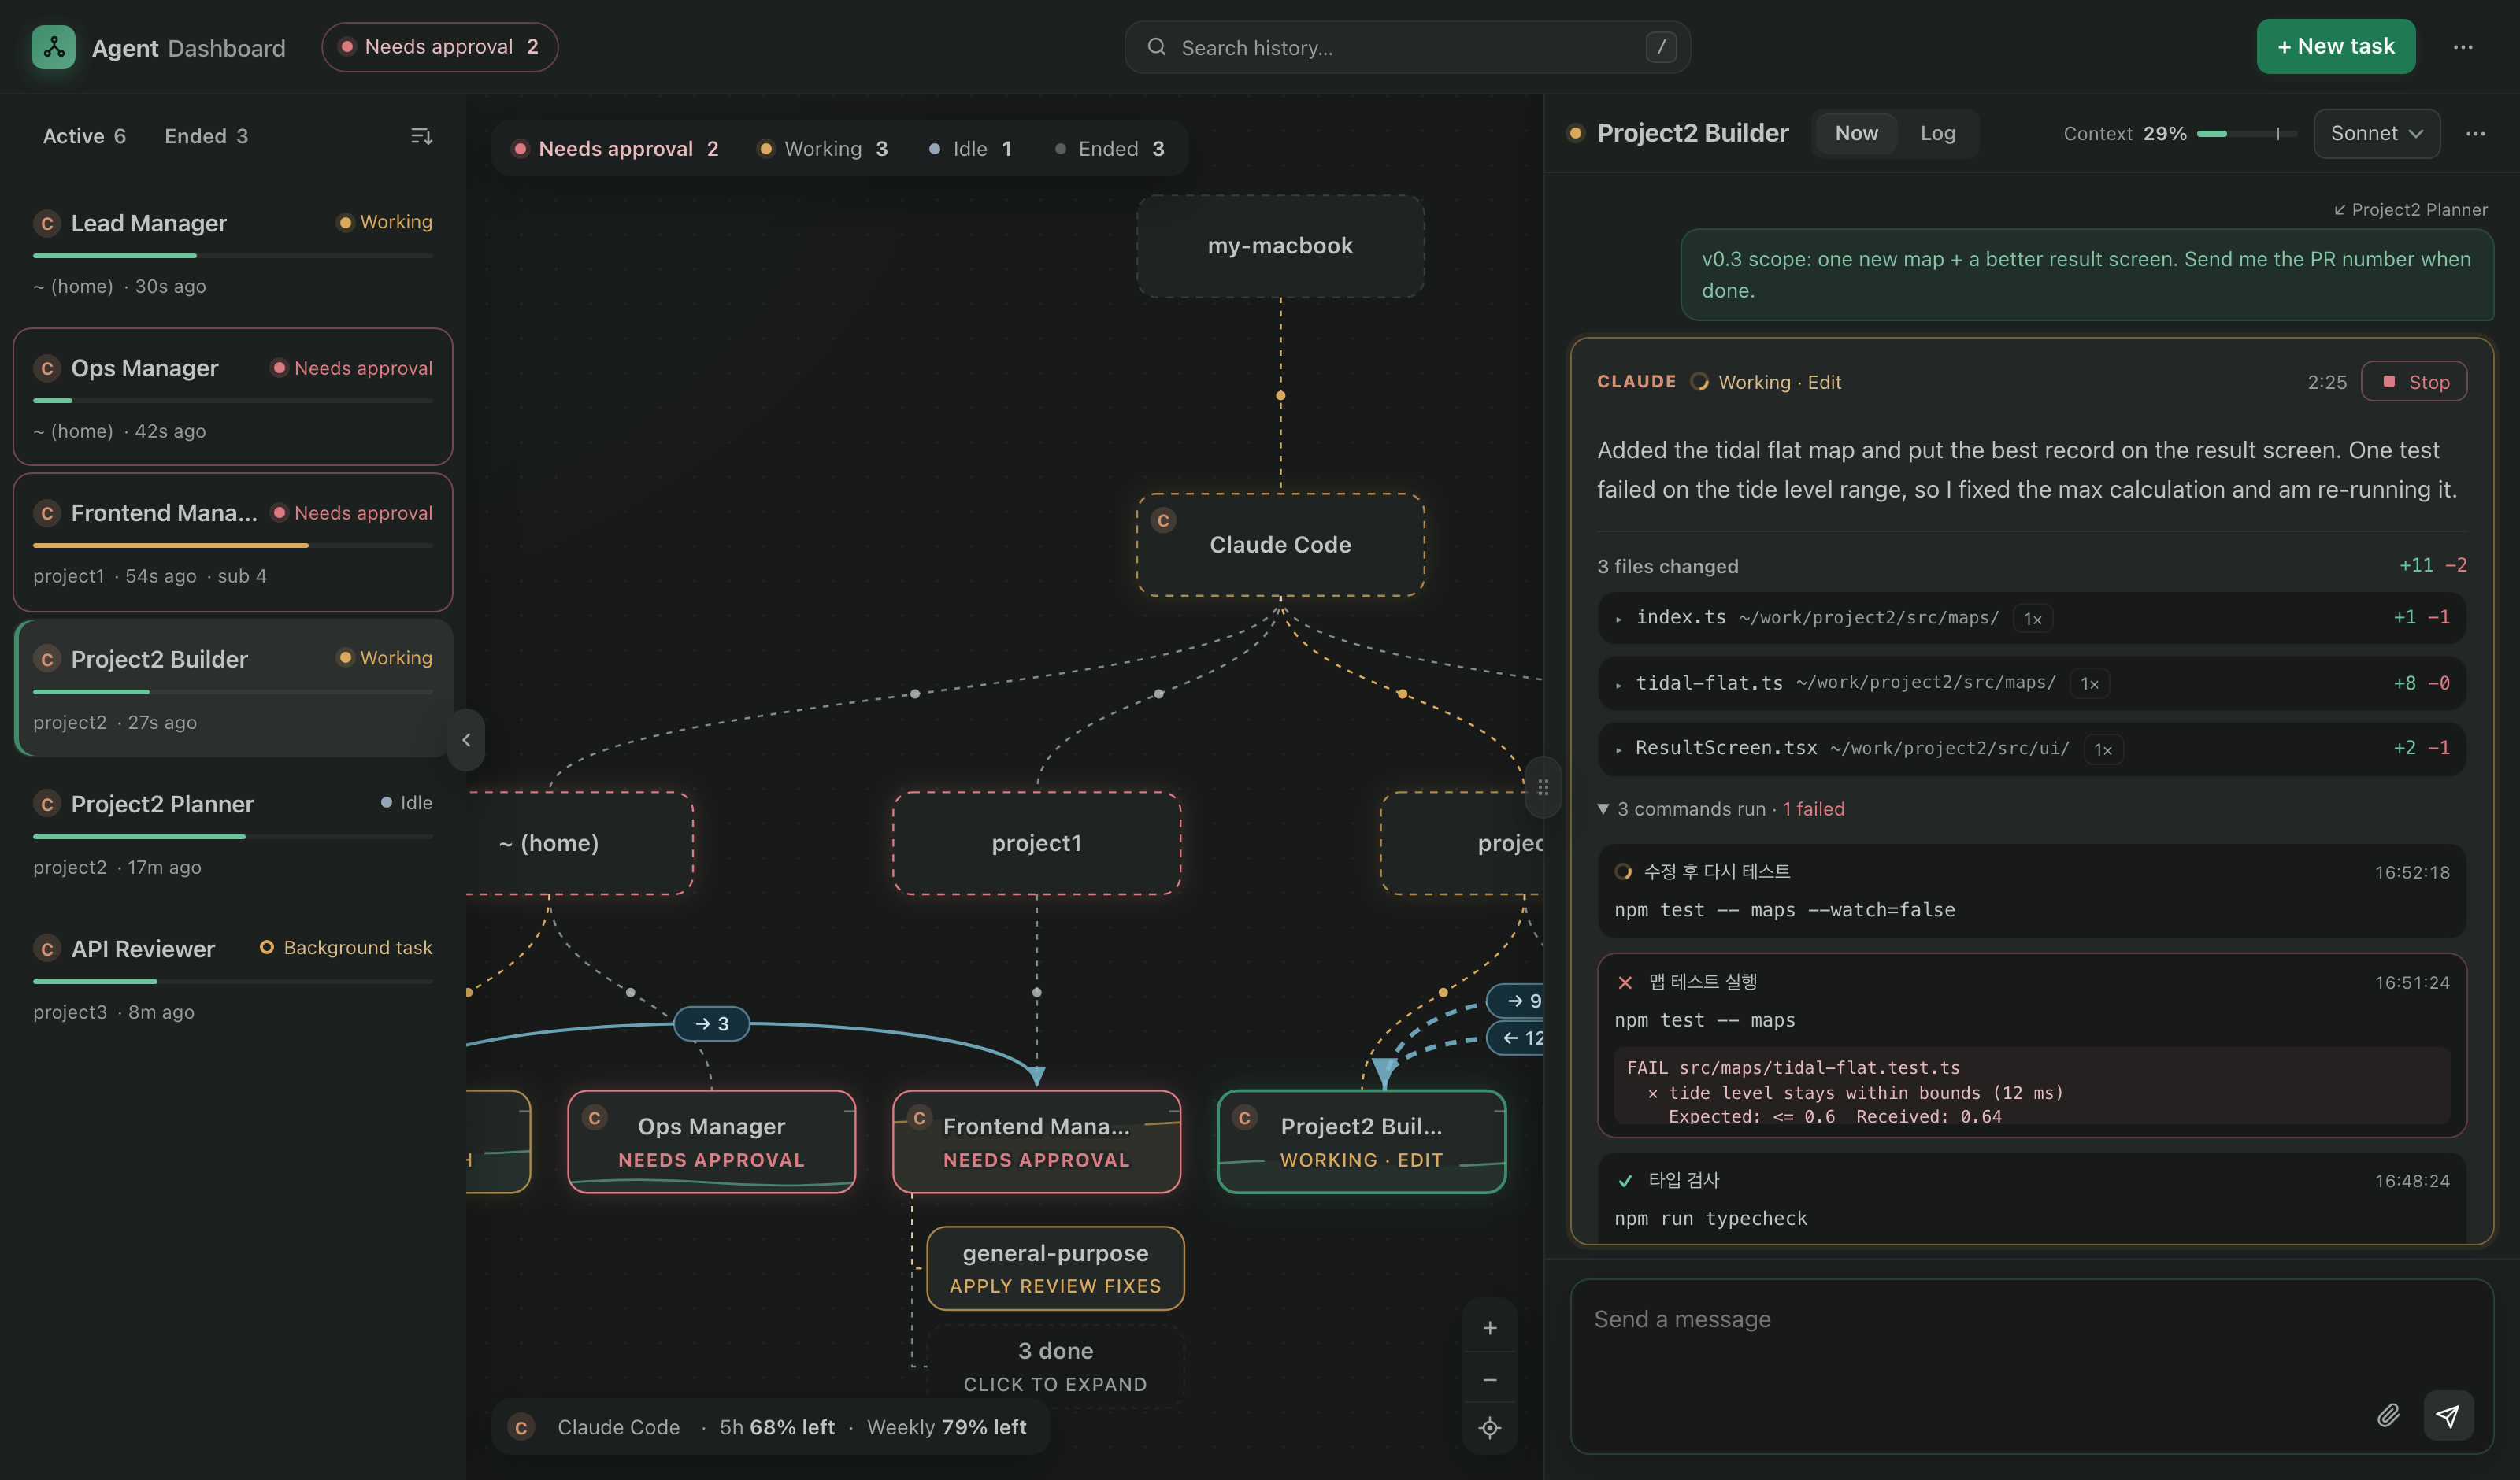 Agent Dashboard
Needs approval 2
Search history...
/
+ New task
Active 6
Ended 3
C Lead Manager
Working
~ (home) · 30s ago
C Ops Manager
Needs approval
~ (home) · 42s ago
C Frontend Mana...
Needs approval
project1 · 54s ago · sub 4
C Project2 Builder
Working
project2 · 27s ago
C Project2 Planner
Idle
project2 · 17m ago
C API Reviewer
Background task
project3 · 8m ago
Needs approval 2
Working 3
Idle 1
Ended 3
my-macbook
C
Claude Code
~ (home)
project1
projec
→ 3
→ 9
← 12
C
Ops Manager
NEEDS APPROVAL
C
Frontend Mana...
NEEDS APPROVAL
C
Project2 Buil...
WORKING · EDIT
general-purpose
APPLY REVIEW FIXES
3 done
CLICK TO EXPAND
C Claude Code · 5h 68% left · Weekly 79% left
+
−
Project2 Builder
Now
Log
Context 29%
Sonnet
↙ Project2 Planner
v0.3 scope: one new map + a better result screen. Send me the PR number when
done.
CLAUDE Working · Edit
2:25
Stop
Added the tidal flat map and put the best record on the result screen. One test
failed on the tide level range, so I fixed the max calculation and am re-running it.
3 files changed
+11 −2
▸ index.ts ~/work/project2/src/maps/ 1×
+1 −1
▸ tidal-flat.ts ~/work/project2/src/maps/ 1×
+8 −0
▸ ResultScreen.tsx ~/work/project2/src/ui/ 1×
+2 −1
▼ 3 commands run · 1 failed
수정 후 다시 테스트
16:52:18
npm test -- maps --watch=false
맵 테스트 실행
16:51:24
npm test -- maps
FAIL src/maps/tidal-flat.test.ts
× tide level stays within bounds (12 ms)
Expected: <= 0.6 Received: 0.64
타입 검사
16:48:24
npm run typecheck
Send a message